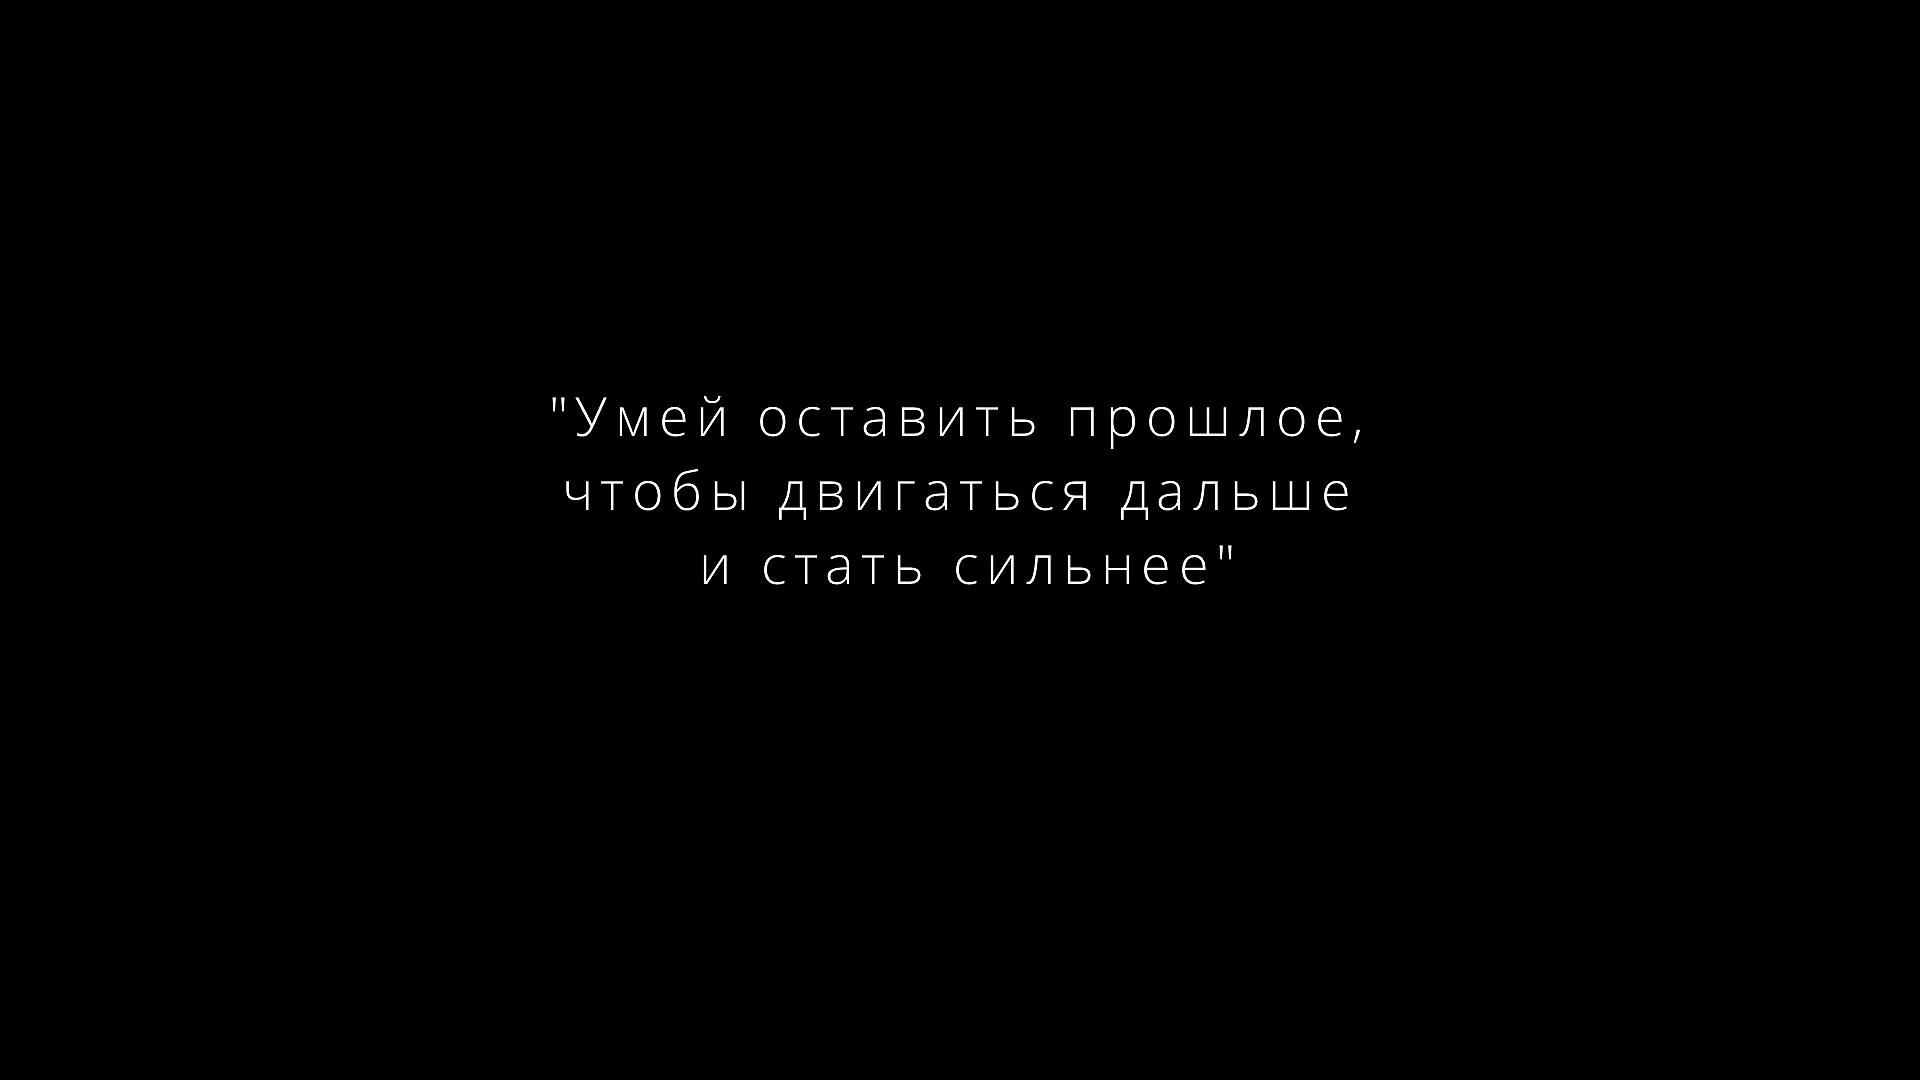 "Умей оставить прошлое,
чтобы двигаться дальше
и стать сильнее"